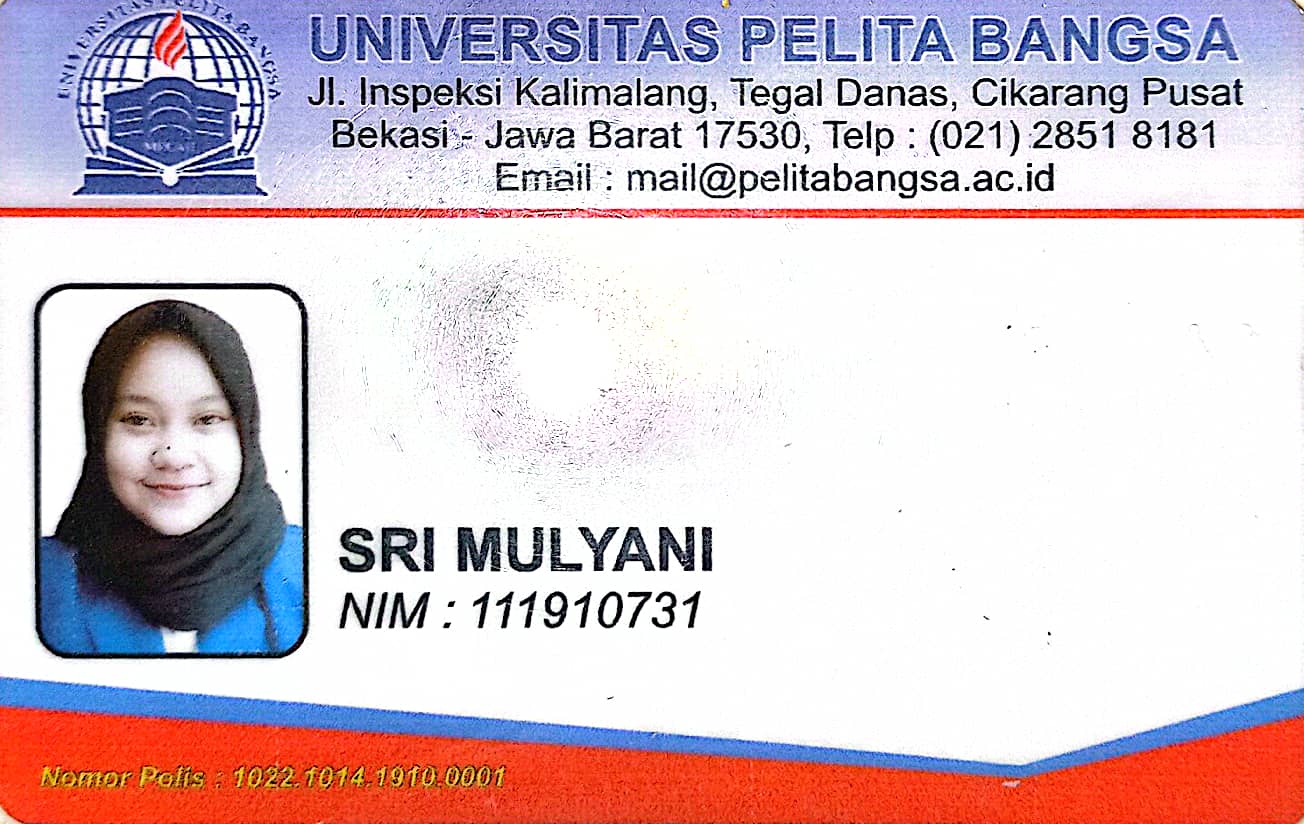 UNIVERSITAS PELITA BANGSA
UNIVERSITAS PELITA BANGSA
Jl. Inspeksi Kalimalang, Tegal Danas, Cikarang Pusat
Bekasi - Jawa Barat 17530, Telp : (021) 2851 8181
Email : mail@pelitabangsa.ac.id
SRI MULYANI
NIM : 111910731
Nomor Polis : 1022.1014.1910.0001